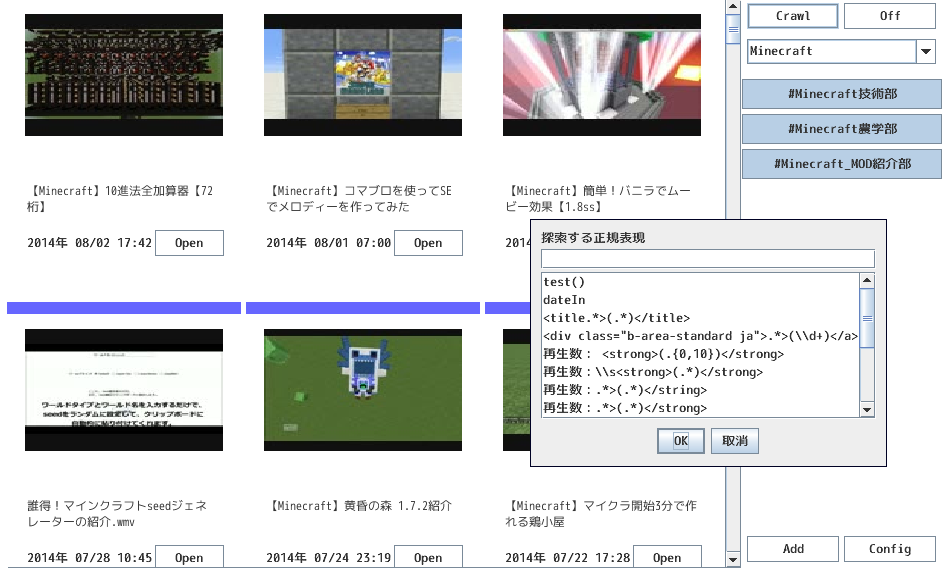 【Minecraft】10進法全加算器【72
桁】
2014年 08/02 17:42
Open
【Minecraft】コマブロを使ってSE
でメロディーを作ってみた
2014年 08/01 07:00
Open
【Minecraft】簡単！バニラでムー
ビー効果【1.8ss】
2014
誰得！マインクラフトseedジェネ
レーターの紹介.wmv
2014年 07/28 10:45
Open
【Minecraft】黄昏の森 1.7.2紹介
2014年 07/24 23:19
Open
【Minecraft】マイクラ開始3分で作
れる鶏小屋
2014年 07/22 17:28
Open
ワールドタイプとワールド名を入力するだけで、
seedをランダムに設定して、クリップボードに
自動的に貼り付けてくれます。
Crawl
Off
Minecraft
#Minecraft技術部
#Minecraft農学部
#Minecraft_MOD紹介部
探索する正規表現
test()
dateIn
<title.*>(.*)</title>
<div class="b-area-standard ja">.*>(\\d+)</a>
再生数： <strong>(.{0,10})</strong>
再生数：\\s<strong>(.*)</strong>
再生数：.*>(.*)</string>
再生数：.*>(.*)</strong>
OK
取消
Add
Config